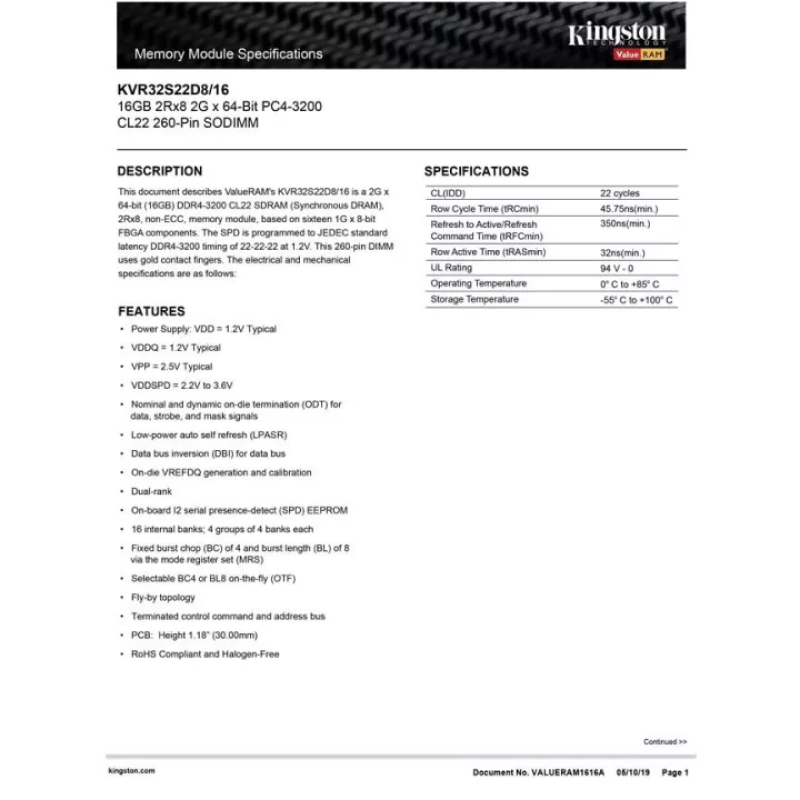 Memory Module Specifications
Kingston
TECHNOLOGY
Value RAM
KVR32S22D8/16
16GB 2Rx8 2G x 64-Bit PC4-3200
CL22 260-Pin SODIMM
DESCRIPTION
This document describes ValueRAM's KVR32S22D8/16 is a 2G x
64-bit (16GB) DDR4-3200 CL22 SDRAM (Synchronous DRAM),
2Rx8, non-ECC, memory module, based on sixteen 1G x 8-bit
FBGA components. The SPD is programmed to JEDEC standard
latency DDR4-3200 timing of 22-22-22 at 1.2V. This 260-pin DIMM
uses gold contact fingers. The electrical and mechanical
specifications are as follows:
FEATURES
• Power Supply: VDD = 1.2V Typical
• VDDQ = 1.2V Typical
• VPP = 2.5V Typical
• VDDSPD = 2.2V to 3.6V
• Nominal and dynamic on-die termination (ODT) for
data, strobe, and mask signals
• Low-power auto self refresh (LPASR)
• Data bus inversion (DBI) for data bus
• On-die VREFDQ generation and calibration
• Dual-rank
• On-board I2 serial presence-detect (SPD) EEPROM
• 16 internal banks; 4 groups of 4 banks each
• Fixed burst chop (BC) of 4 and burst length (BL) of 8
via the mode register set (MRS)
• Selectable BC4 or BL8 on-the-fly (OTF)
• Fly-by topology
• Terminated control command and address bus
• PCB: Height 1.18” (30.00mm)
• RoHS Compliant and Halogen-Free
SPECIFICATIONS
CL(IDD) 22 cycles
Row Cycle Time (tRCmin) 45.75ns(min.)
Refresh to Active/Refresh 350ns(min.)
Command Time (tRFCmin)
Row Active Time (tRASmin) 32ns(min.)
UL Rating 94 V - 0
Operating Temperature 0° C to +85° C
Storage Temperature -55° C to +100° C
Continued >>
kingston.com
Document No. VALUERAM1616A 05/10/19 Page 1